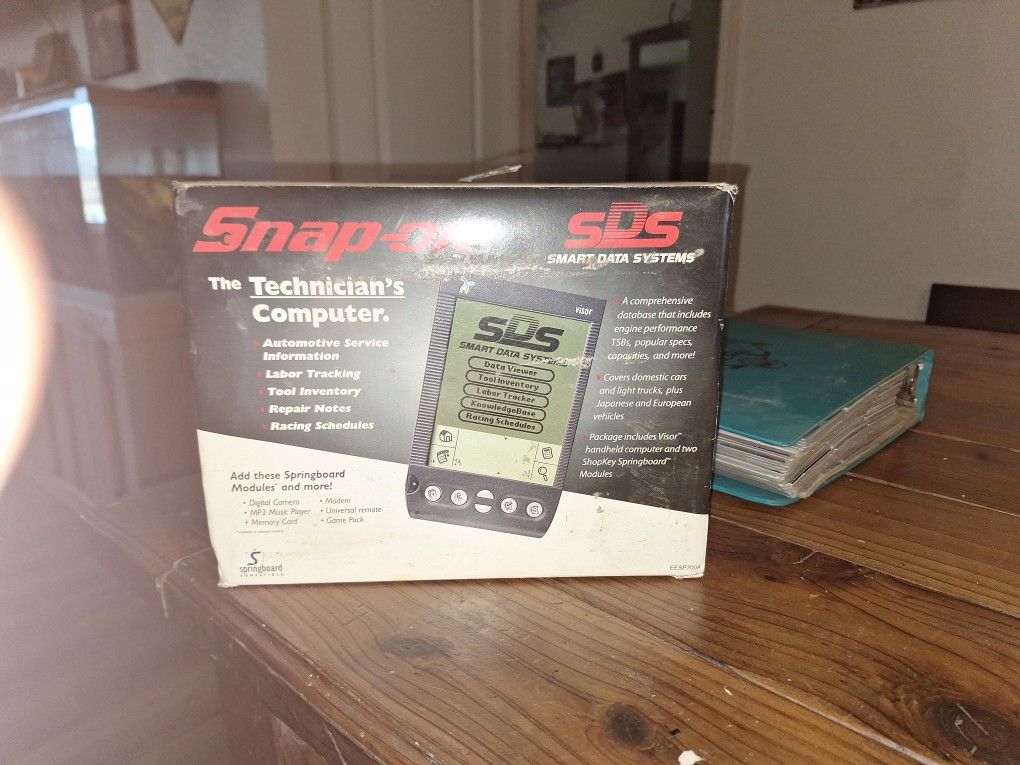 Snap-on
SDS
SMART DATA SYSTEMS
The Technician's
Computer.
Automotive Service
Information
Labor Tracking
Tool Inventory
Repair Notes
Racing Schedules
VISOR
SDS
SMART DATA SYSTEMS
Data Viewer
Tool Inventory
Labor Tracker
KnowledgeBase
Racing Schedules
A comprehensive
database that includes
engine performance
TSBs, popular specs,
capacities, and more!
Covers domestic cars
and light trucks, plus
Japanese and European
vehicles
Package includes Visor™
handheld computer and two
ShopKey Springboard™
Modules
Add these Springboard
Modules* and more!
• Digital Camera
• MP3 Music Player
• Memory Card
• Modem
• Universal remote
• Game Pack
S
springboard
COMPATIBLE